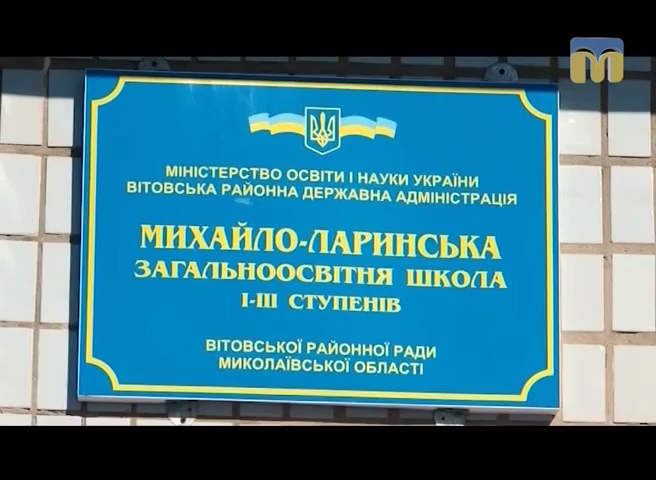 МІНІСТЕРСТВО ОСВІТИ І НАУКИ УКРАЇНИ
ВІТОВСЬКА РАЙОННА ДЕРЖАВНА АДМІНІСТРАЦІЯ
МИХАЙЛО-ЛАРИНСЬКА
ЗАГАЛЬНООСВІТНЯ ШКОЛА
І-ІІІ СТУПЕНІВ
ВІТОВСЬКОЇ РАЙОННОЇ РАДИ
МИКОЛАЇВСЬКОЇ ОБЛАСТІ